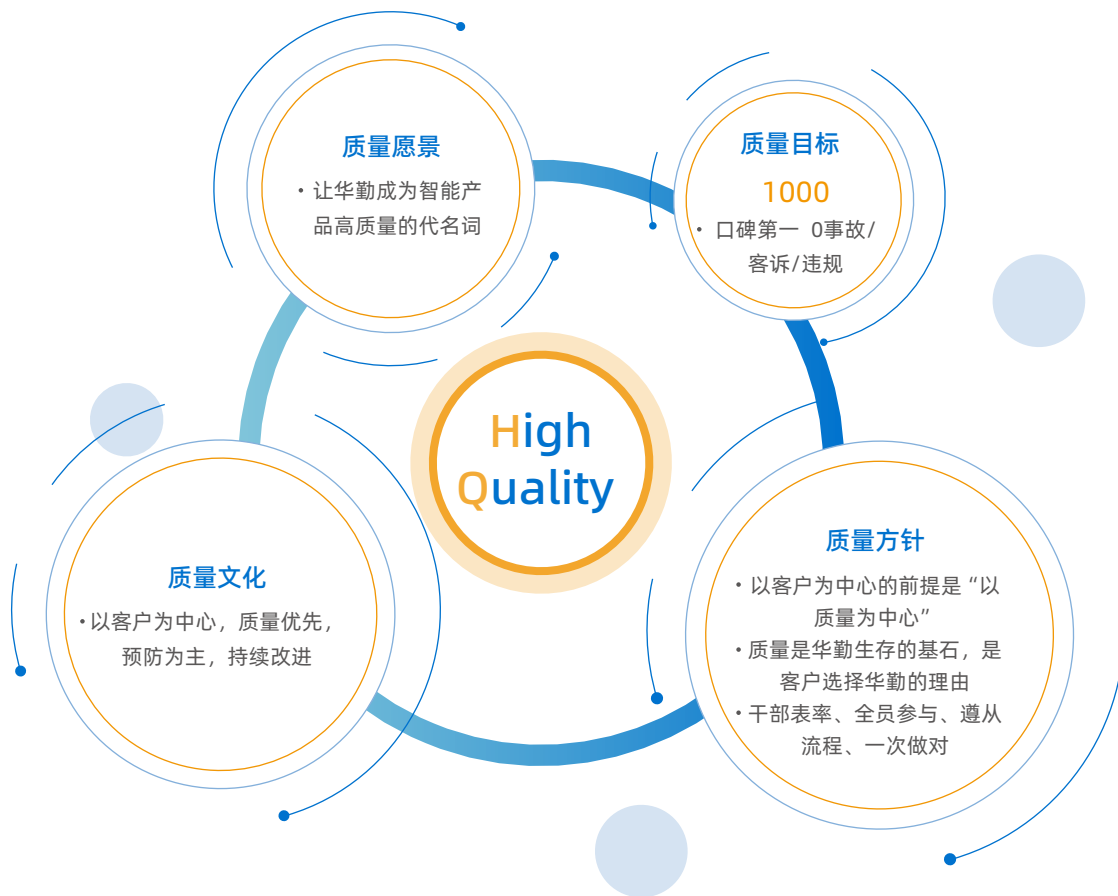 质量愿景
• 让华勤成为智能产
品高质量的代名词
质量目标
1000
• 口碑第一 0事故/
客诉/违规
High
Quality
质量文化
•以客户为中心，质量优先，
预防为主，持续改进
质量方针
• 以客户为中心的前提是“以
质量为中心”
• 质量是华勤生存的基石，是
客户选择华勤的理由
• 干部表率、全员参与、遵从
流程、一次做对